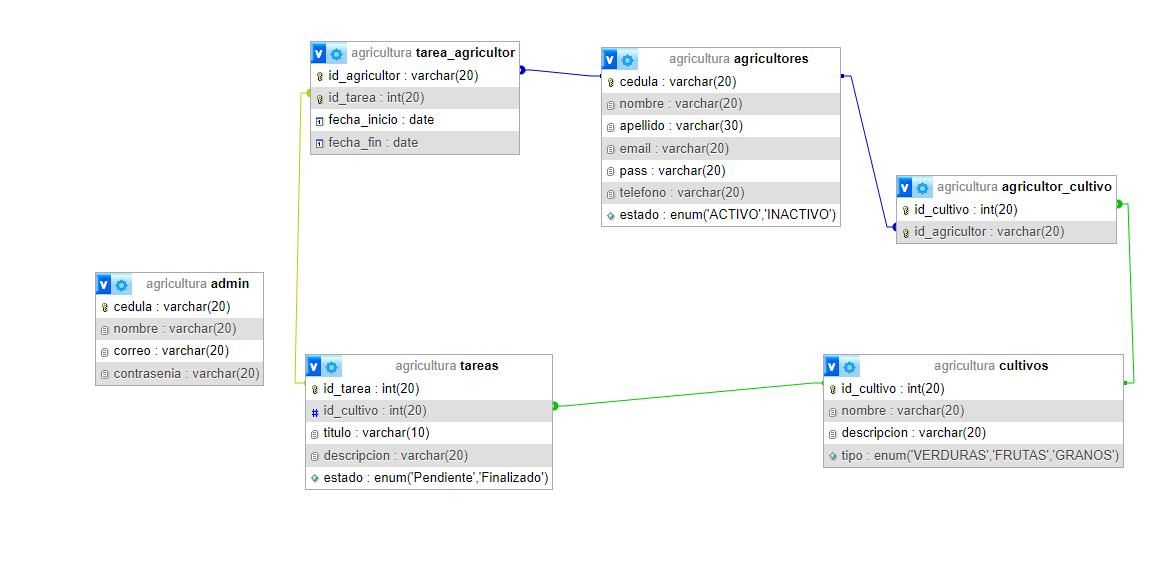 agricultura tarea_agricultor
id_agricultor : varchar(20)
id_tarea : int(20)
fecha_inicio : date
fecha_fin : date
agricultura agricultores
cedula : varchar(20)
nombre : varchar(20)
apellido : varchar(30)
email : varchar(20)
pass : varchar(20)
telefono : varchar(20)
estado : enum('ACTIVO','INACTIVO')
agricultura agricultor_cultivo
id_cultivo : int(20)
id_agricultor : varchar(20)
agricultura admin
cedula : varchar(20)
nombre : varchar(20)
correo : varchar(20)
contrasenia : varchar(20)
agricultura tareas
id_tarea : int(20)
# id_cultivo : int(20)
titulo : varchar(10)
descripcion : varchar(20)
estado : enum('Pendiente','Finalizado')
agricultura cultivos
id_cultivo : int(20)
nombre : varchar(20)
descripcion : varchar(20)
tipo : enum('VERDURAS','FRUTAS','GRANOS')